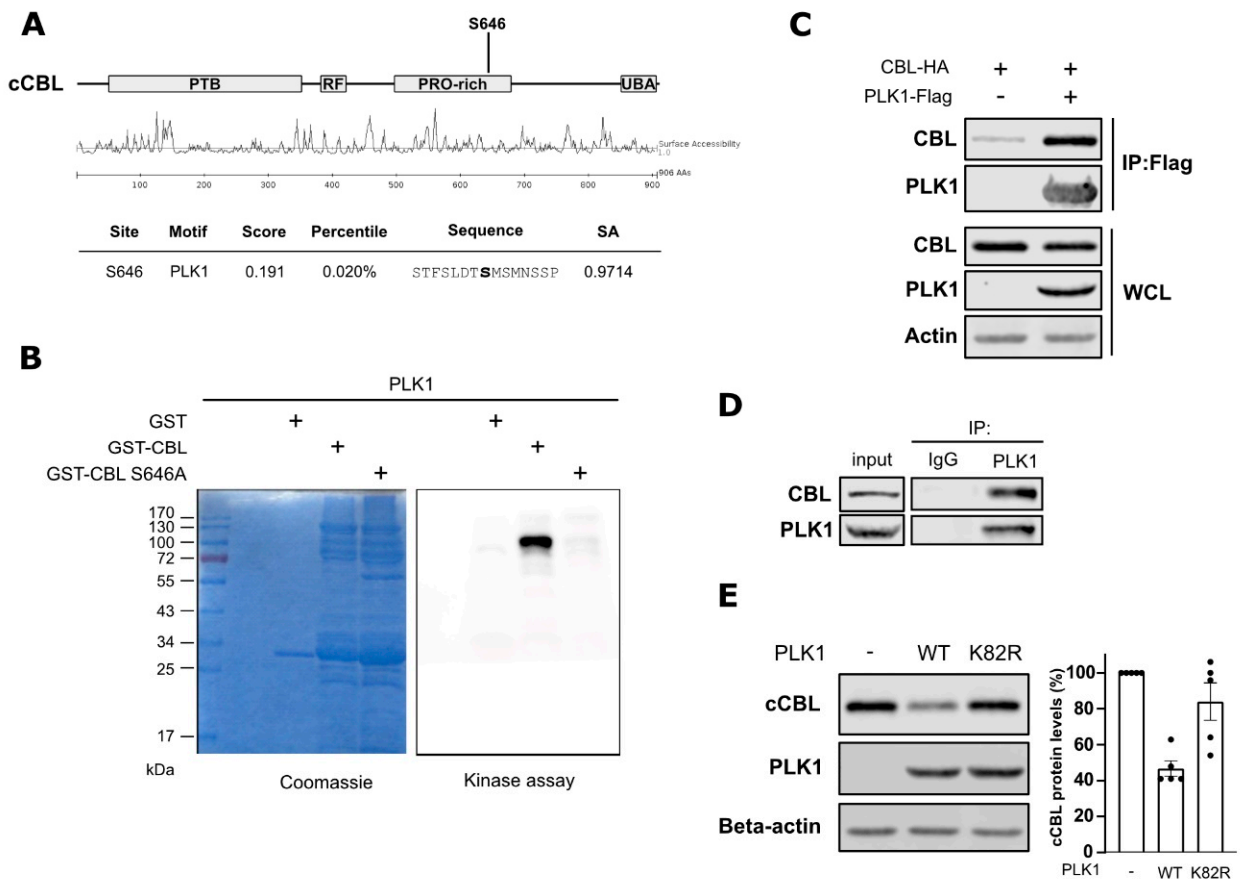 A
S646
cCBL
PTB
RF
PRO-rich
UBA
Surface Accessibility
1.0
906 AAs
100 200 300 400 500 600 700 800 900
Site Motif Score Percentile Sequence SA
S646 PLK1 0.191 0.020% STFSLDTSMSMNSSP 0.9714
B
PLK1
GST + +
GST-CBL + +
GST-CBL S646A + +
170
130
100
72
55
43
34
25
17
kDa
Coomassie
Kinase assay
C
CBL-HA + +
PLK1-Flag - +
CBL
PLK1
IP:Flag
CBL
PLK1
Actin
WCL
D
IP:
input IgG PLK1
CBL
PLK1
E
PLK1 - WT K82R
cCBL
PLK1
Beta-actin
cCBL protein levels (%)
100
80
60
40
20
0
PLK1 - WT K82R